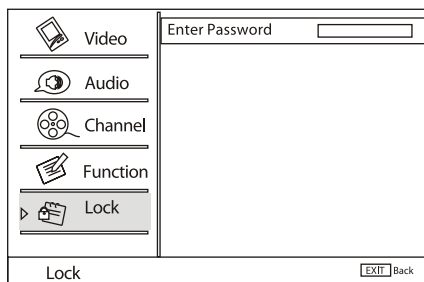 Video
Audio
Channel
Function
Lock
Enter Password
Lock
EXIT Back